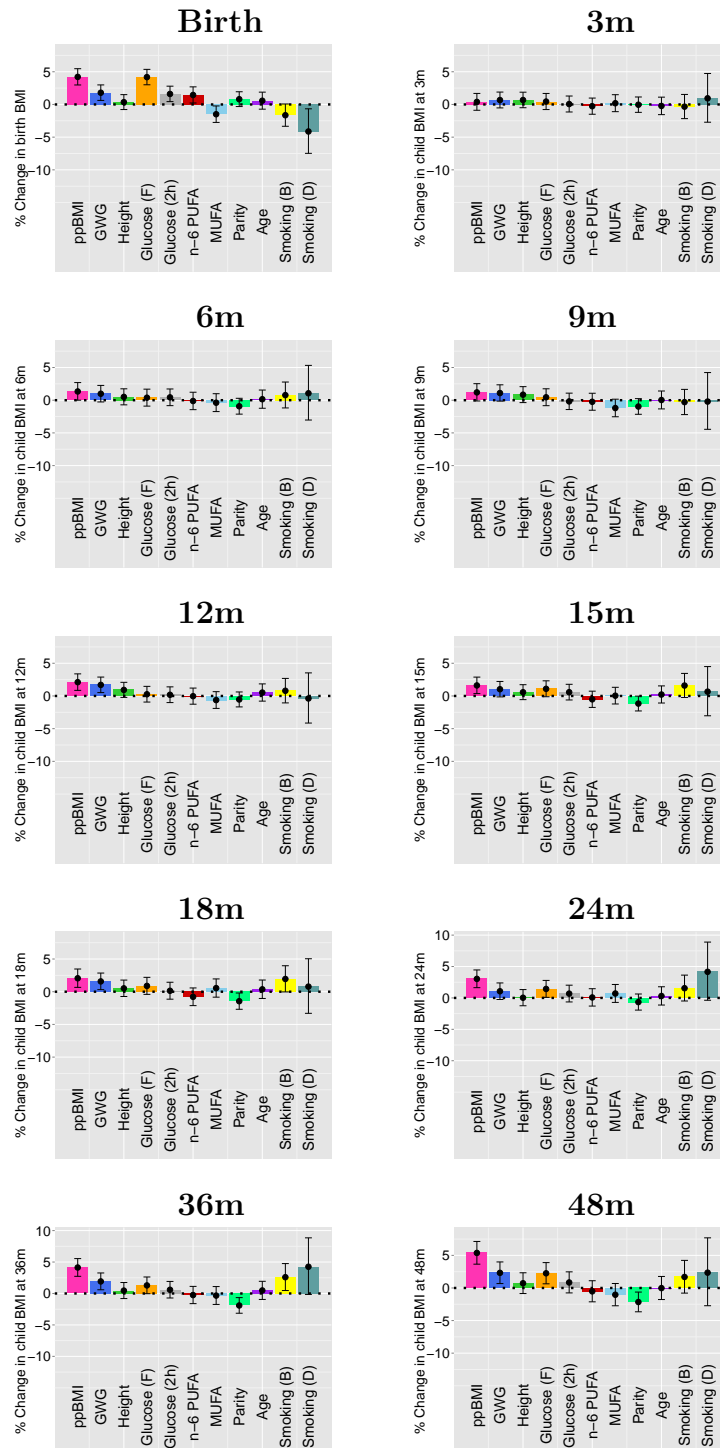 Birth
% Change in birth BMI
5
0
−5
−10
ppBMI
GWG
Height
Glucose (F)
Glucose (2h)
n−6 PUFA
MUFA
Parity
Age
Smoking (B)
Smoking (D)
3m
% Change in child BMI at 3m
5
0
−5
−10
ppBMI
GWG
Height
Glucose (F)
Glucose (2h)
n−6 PUFA
MUFA
Parity
Age
Smoking (B)
Smoking (D)
6m
% Change in child BMI at 6m
5
0
−5
−10
ppBMI
GWG
Height
Glucose (F)
Glucose (2h)
n−6 PUFA
MUFA
Parity
Age
Smoking (B)
Smoking (D)
9m
% Change in child BMI at 9m
5
0
−5
−10
ppBMI
GWG
Height
Glucose (F)
Glucose (2h)
n−6 PUFA
MUFA
Parity
Age
Smoking (B)
Smoking (D)
12m
% Change in child BMI at 12m
5
0
−5
−10
ppBMI
GWG
Height
Glucose (F)
Glucose (2h)
n−6 PUFA
MUFA
Parity
Age
Smoking (B)
Smoking (D)
15m
% Change in child BMI at 15m
5
0
−5
−10
ppBMI
GWG
Height
Glucose (F)
Glucose (2h)
n−6 PUFA
MUFA
Parity
Age
Smoking (B)
Smoking (D)
18m
% Change in child BMI at 18m
5
0
−5
−10
ppBMI
GWG
Height
Glucose (F)
Glucose (2h)
n−6 PUFA
MUFA
Parity
Age
Smoking (B)
Smoking (D)
24m
% Change in child BMI at 24m
10
5
0
−5
−10
ppBMI
GWG
Height
Glucose (F)
Glucose (2h)
n−6 PUFA
MUFA
Parity
Age
Smoking (B)
Smoking (D)
36m
% Change in child BMI at 36m
10
5
0
−5
−10
ppBMI
GWG
Height
Glucose (F)
Glucose (2h)
n−6 PUFA
MUFA
Parity
Age
Smoking (B)
Smoking (D)
48m
% Change in child BMI at 48m
5
0
−5
−10
ppBMI
GWG
Height
Glucose (F)
Glucose (2h)
n−6 PUFA
MUFA
Parity
Age
Smoking (B)
Smoking (D)